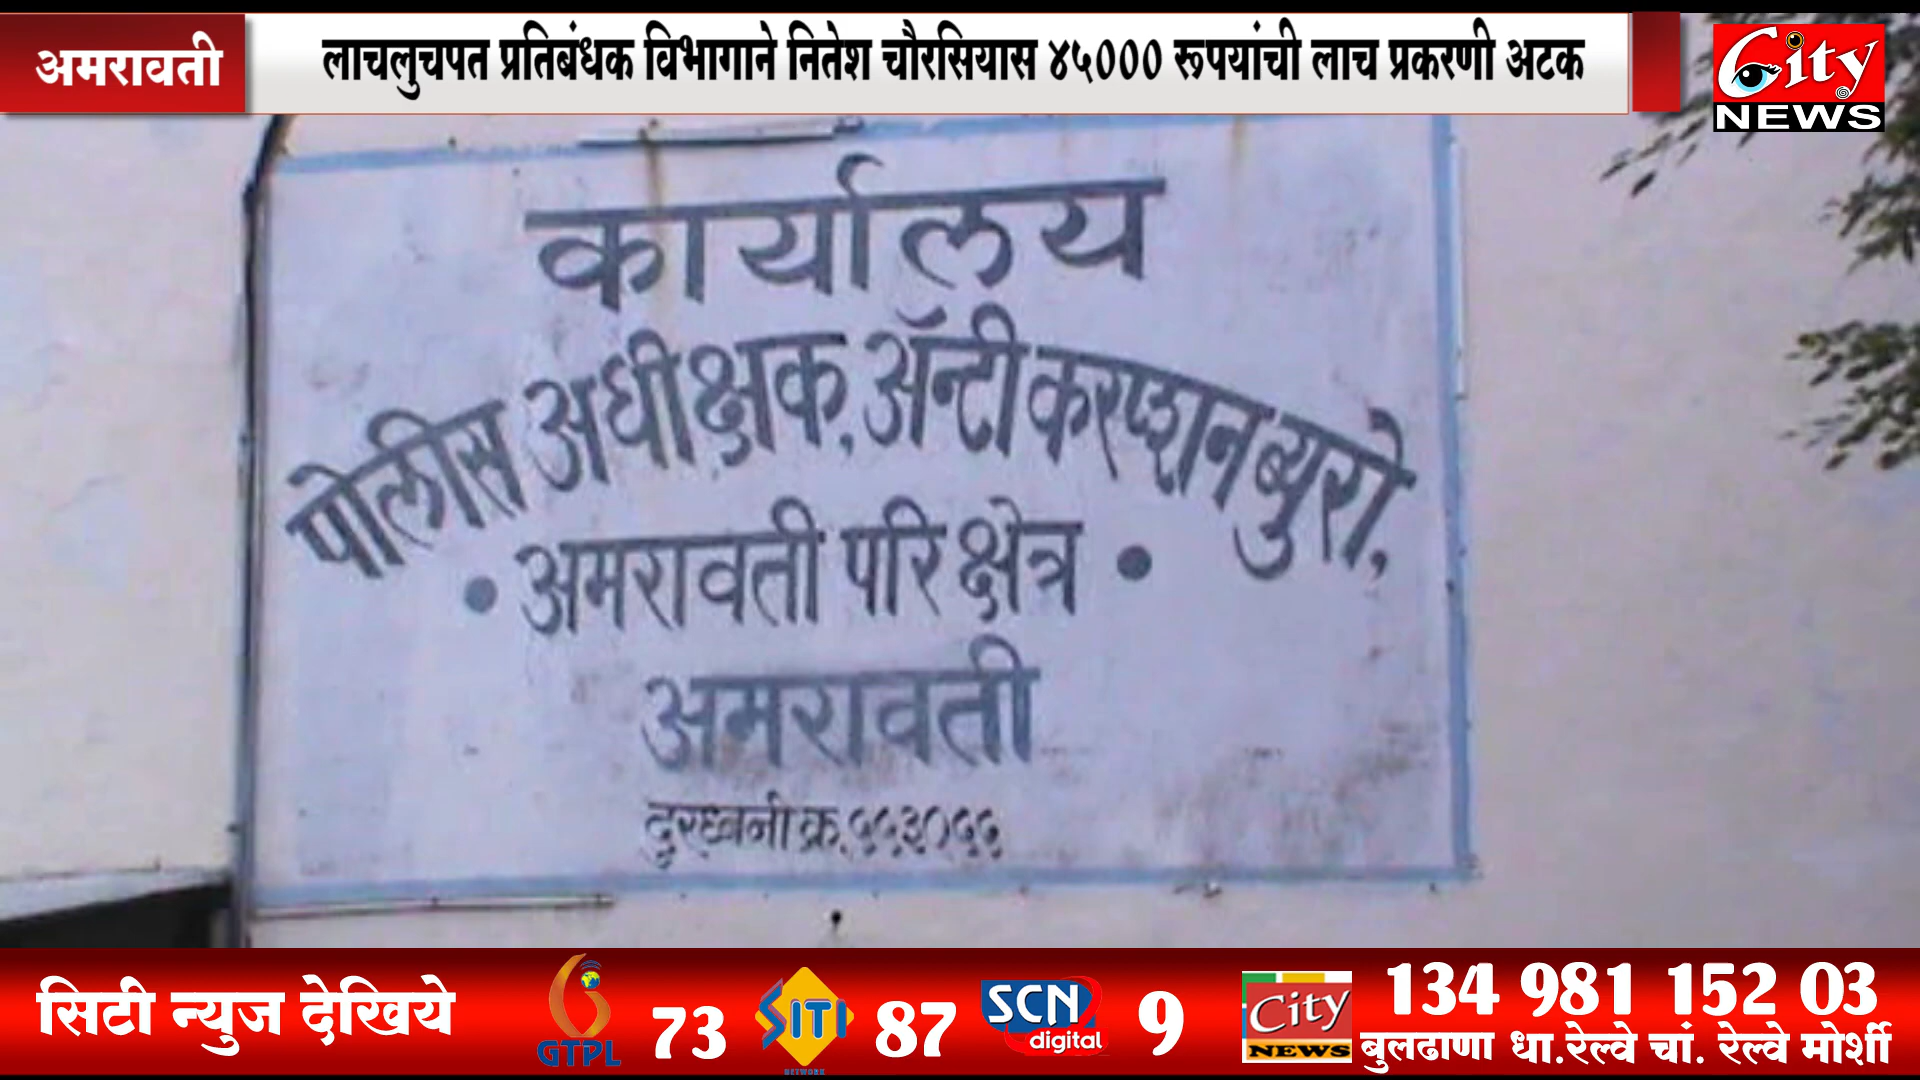 अमरावती
लाचलुचपत प्रतिबंधक विभागाने नितेश चौरसियास ४५००० रूपयांची लाच प्रकरणी अटक
City
NEWS
कार्यालय
पोलीस अधीक्षक, ॲन्टी करप्शन ब्युरो,
• अमरावती परिक्षेत्र •
अमरावती
दुरध्वनी क्र.
सिटी न्युज देखिये
GTPL 73
SITI NETWORK 87
SCN digital 9
City NEWS
134 981 152 03
बुलढाणा धा.रेल्वे चां. रेल्वे मोर्शी